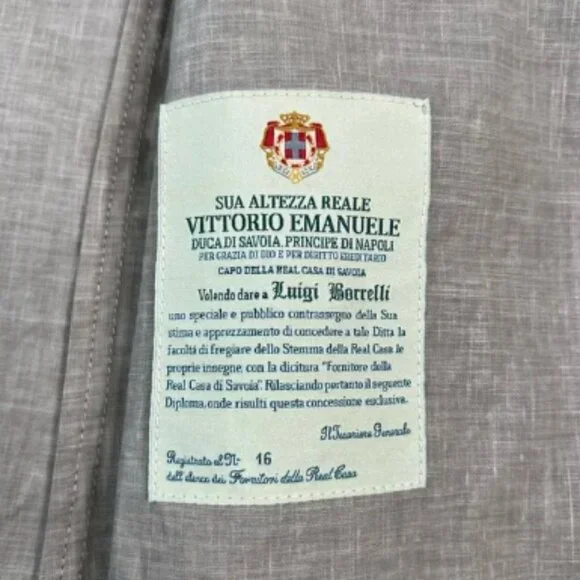 SUA ALTEZZA REALE
VITTORIO EMANUELE
DUCA DI SAVOIA, PRINCIPE DI NAPOLI
PER GRAZIA DI DIO E PER DIRITTO EREDITARIO
CAPO DELLA REAL CASA DI SAVOIA
Volendo dare a Luigi Borrelli
uno speciale e pubblico contrassegno della Sua
stima e apprezzamento di concedere a tale Ditta la
facoltà di fregiare dello Stemma della Real Casa le
proprie insegne, con la dicitura "Fornitore della
Real Casa di Savoia". Rilasciando pertanto il seguente
Diploma, onde risulti questa concessione esclusiva.
Il Tesoriere Generale
Registrato al N° 16
dell'elenco dei Fornitori della Real Casa